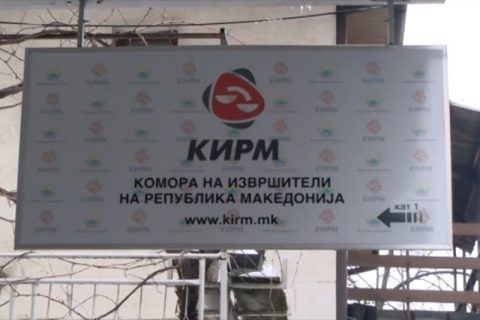 КИРМ
КОМОРА НА ИЗВРШИТЕЛИ
НА РЕПУБЛИКА МАКЕДОНИЈА
www.kirm.mk
кат 1